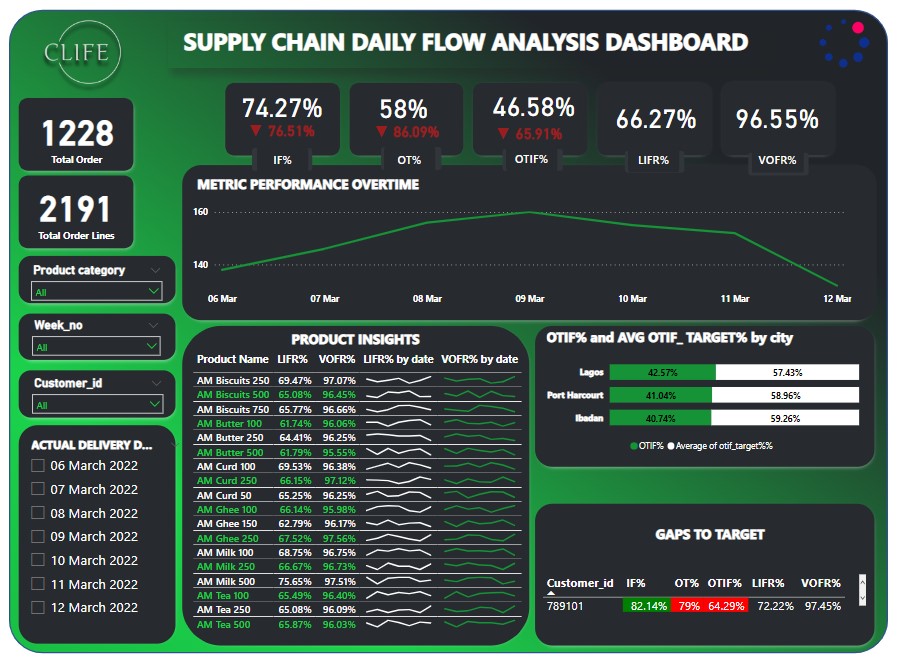 CLIFE
SUPPLY CHAIN DAILY FLOW ANALYSIS DASHBOARD
1228
Total Order
2191
Total Order Lines
74.27%
▼ 76.51%
IF%
58%
▼ 86.09%
OT%
46.58%
▼ 65.91%
OTIF%
66.27%
LIFR%
96.55%
VOFR%
Product category
All
Week_no
All
Customer_id
All
ACTUAL DELIVERY D...
06 March 2022
07 March 2022
08 March 2022
09 March 2022
10 March 2022
11 March 2022
12 March 2022
METRIC PERFORMANCE OVERTIME
160
140
06 Mar 07 Mar 08 Mar 09 Mar 10 Mar 11 Mar 12 Mar
PRODUCT INSIGHTS
Product Name LIFR% VOFR% LIFR% by date VOFR% by date
AM Biscuits 250 69.47% 97.07%
AM Biscuits 500 65.08% 96.45%
AM Biscuits 750 65.77% 96.66%
AM Butter 100 61.74% 96.06%
AM Butter 250 64.41% 96.25%
AM Butter 500 61.79% 95.55%
AM Curd 100 69.53% 96.38%
AM Curd 250 66.15% 97.12%
AM Curd 50 65.25% 96.25%
AM Ghee 100 66.14% 95.98%
AM Ghee 150 62.79% 96.17%
AM Ghee 250 67.52% 97.56%
AM Milk 100 68.75% 96.75%
AM Milk 250 66.67% 96.73%
AM Milk 500 75.65% 97.51%
AM Tea 100 65.49% 96.40%
AM Tea 250 65.08% 96.09%
AM Tea 500 65.87% 96.03%
OTIF% and AVG OTIF_ TARGET% by city
Lagos 42.57% 57.43%
Port Harcourt 41.04% 58.96%
Ibadan 40.74% 59.26%
OTIF% Average of otif_target%%
GAPS TO TARGET
Customer_id IF% OT% OTIF% LIFR% VOFR%
789101 82.14% 79% 64.29% 72.22% 97.45%